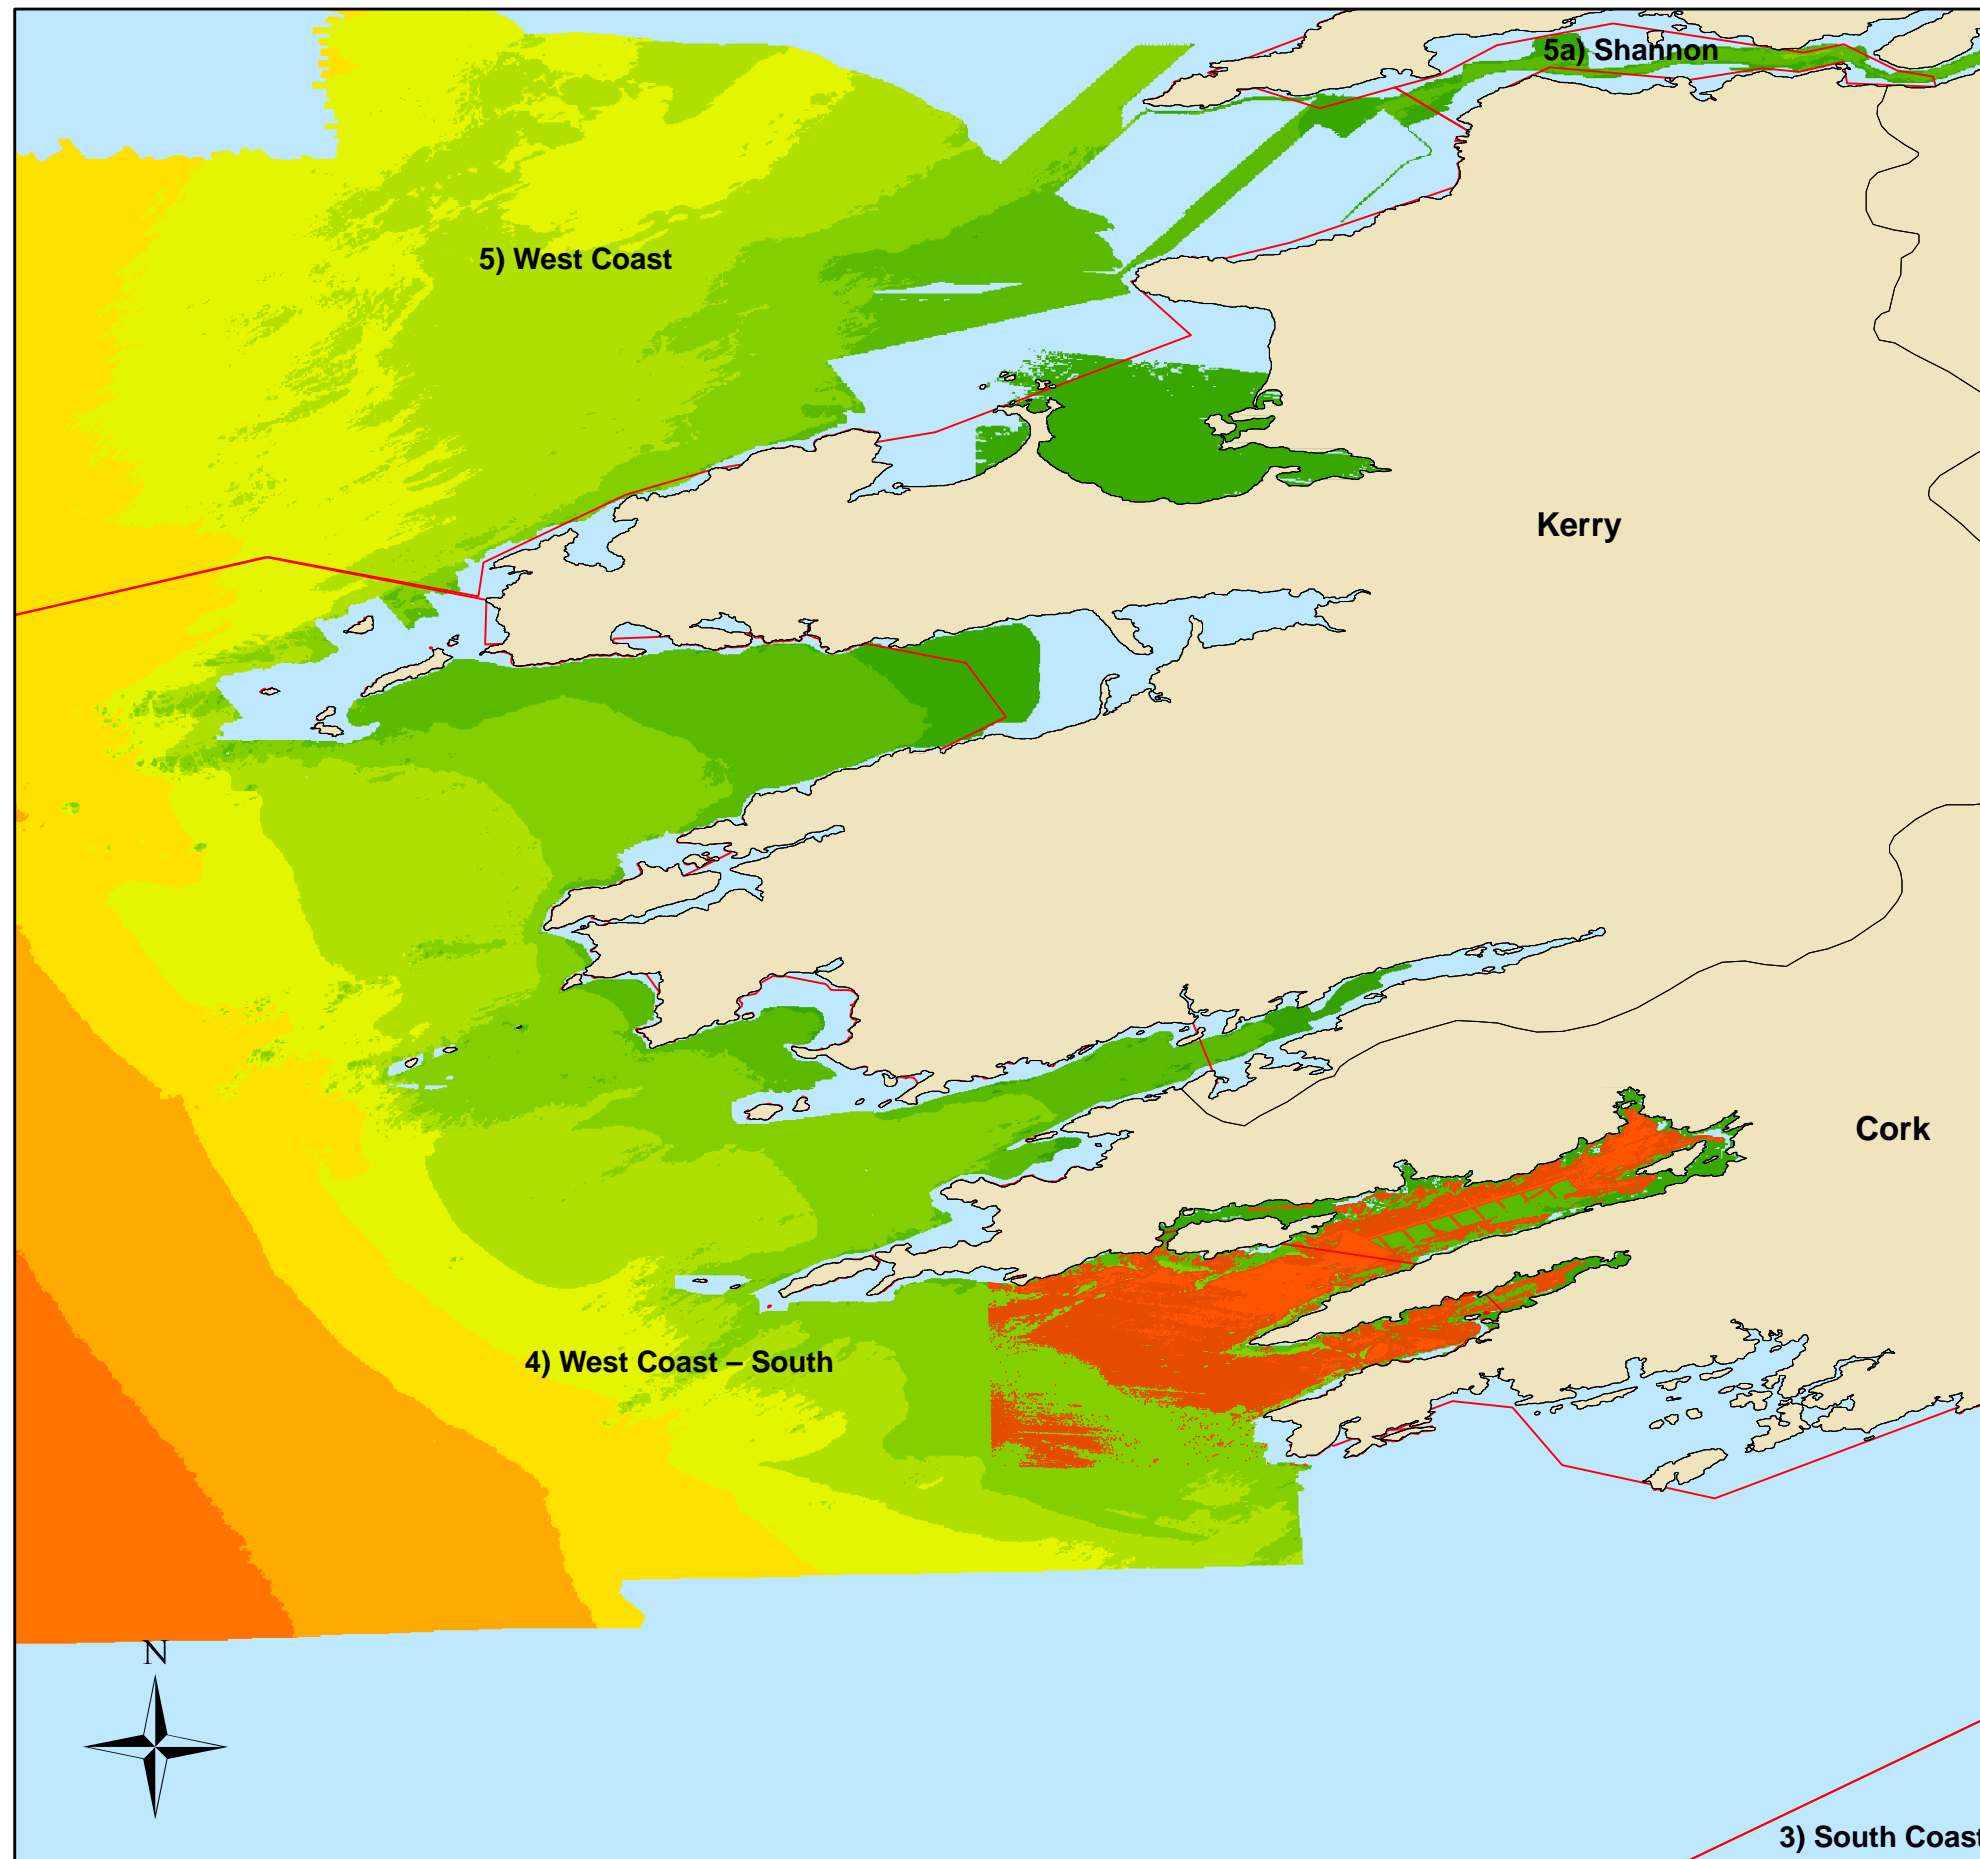 5a) Shannon
5) West Coast
Kerry
Cork
4) West Coast – South
N
3) South Coast